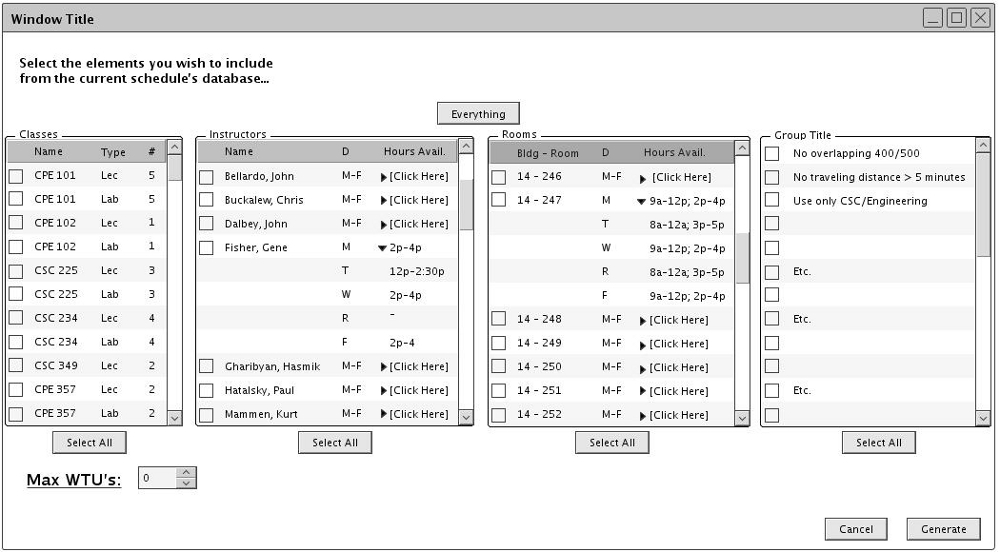 Window Title
Select the elements you wish to include
from the current schedule's database...
Everything
Classes
Name Type #
CPE 101 Lec 5
CPE 101 Lab 5
CPE 102 Lec 1
CPE 102 Lab 1
CSC 225 Lec 3
CSC 225 Lab 3
CSC 234 Lec 4
CSC 234 Lab 4
CSC 349 Lec 2
CPE 357 Lec 2
CPE 357 Lab 2
Select All
Instructors
Name D Hours Avail.
Bellardo, John M-F [Click Here]
Buckalew, Chris M-F [Click Here]
Dalbey, John M-F [Click Here]
Fisher, Gene M 2p-4p
T 12p-2:30p
W 2p-4p
R -
F 2p-4
Gharibyan, Hasmik M-F [Click Here]
Hatalsky, Paul M-F [Click Here]
Mammen, Kurt M-F [Click Here]
Select All
Rooms
Bldg - Room D Hours Avail.
14 - 246 M-F [Click Here]
14 - 247 M 9a-12p; 2p-4p
T 8a-12a; 3p-5p
W 9a-12p; 2p-4p
R 8a-12a; 3p-5p
F 9a-12p; 2p-4p
14 - 248 M-F [Click Here]
14 - 249 M-F [Click Here]
14 - 250 M-F [Click Here]
14 - 251 M-F [Click Here]
14 - 252 M-F [Click Here]
Select All
Group Title
No overlapping 400/500
No traveling distance > 5 minutes
Use only CSC/Engineering
Etc.
Etc.
Etc.
Select All
Max WTU's: 0
Cancel Generate